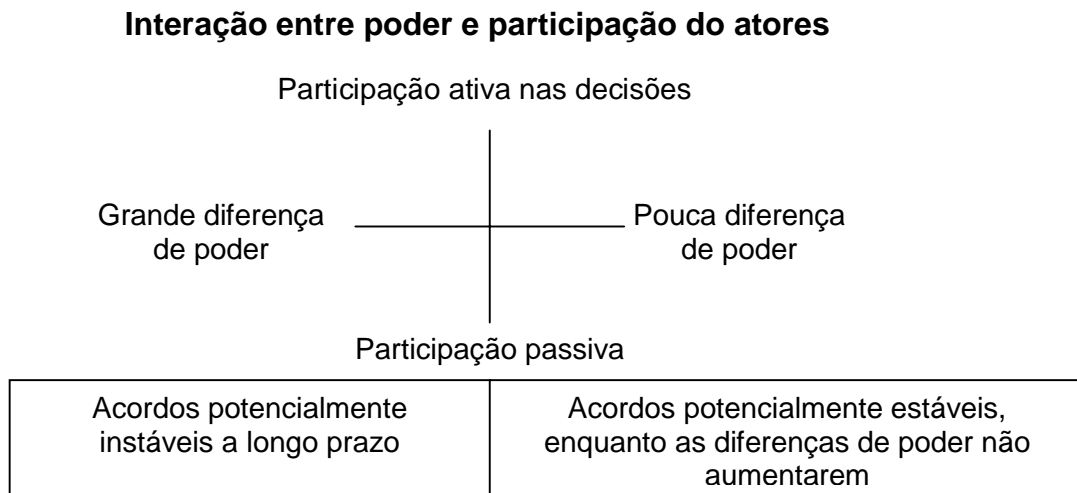 Interação entre poder e participação do atores
Participação ativa nas decisões
Grande diferença
de poder
Pouca diferença
de poder
Participação passiva
Acordos potencialmente
instáveis a longo prazo
Acordos potencialmente estáveis,
enquanto as diferenças de poder não
aumentarem